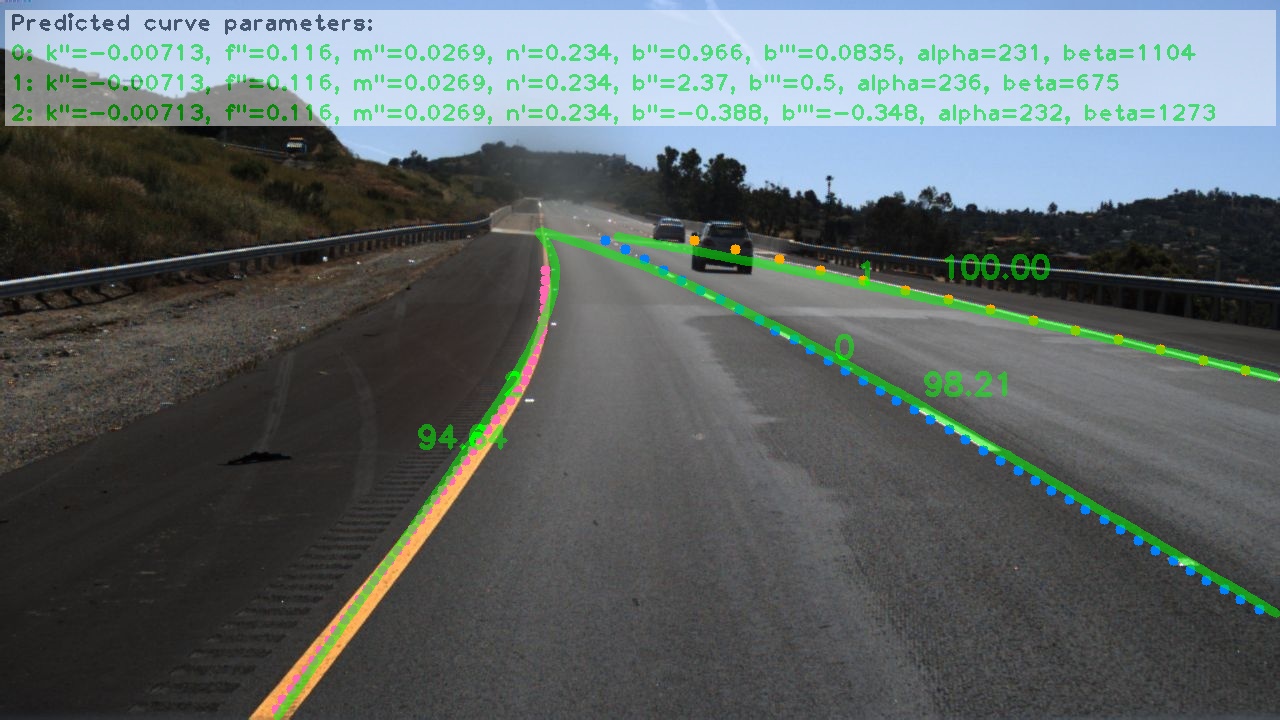 Predicted curve parameters:
0: k''=-0.00713, f''=0.116, m''=0.0269, n'=0.234, b''=0.966, b'''=0.0835, alpha=231, beta=1104
1: k''=-0.00713, f''=0.116, m''=0.0269, n'=0.234, b''=2.37, b'''=0.5, alpha=236, beta=675
2: k''=-0.00713, f''=0.116, m''=0.0269, n'=0.234, b''=-0.388, b'''=-0.348, alpha=232, beta=1273
1 100.00
0
98.21
2
94.64